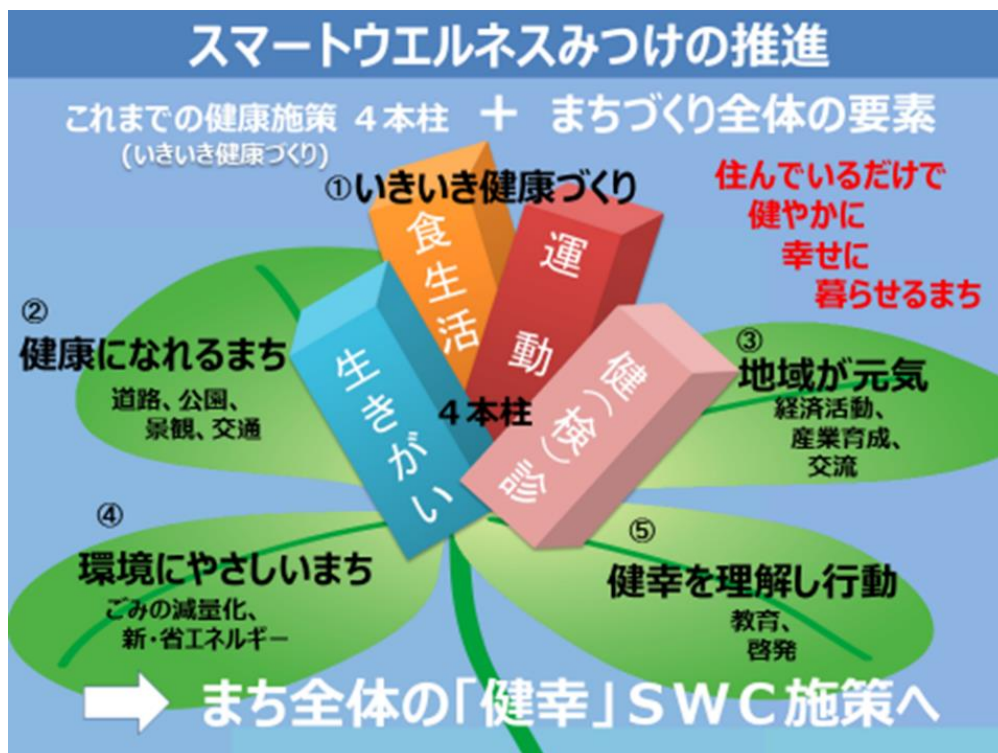 スマートウエルネスみつけの推進
これまでの健康施策 4本柱 + まちづくり全体の要素
(いきいき健康づくり)
①いきいき健康づくり
住んでいるだけで
健やかに
幸せに
暮らせるまち
食生活
運動
生きがい
健(検)診
4本柱
②
健康になれるまち
道路、公園、
景観、交通
③
地域が元気
経済活動、
産業育成、
交流
④
環境にやさしいまち
ごみの減量化、
新・省エネルギー
⑤
健幸を理解し行動
教育、
啓発
まち全体の「健幸」SWC施策へ